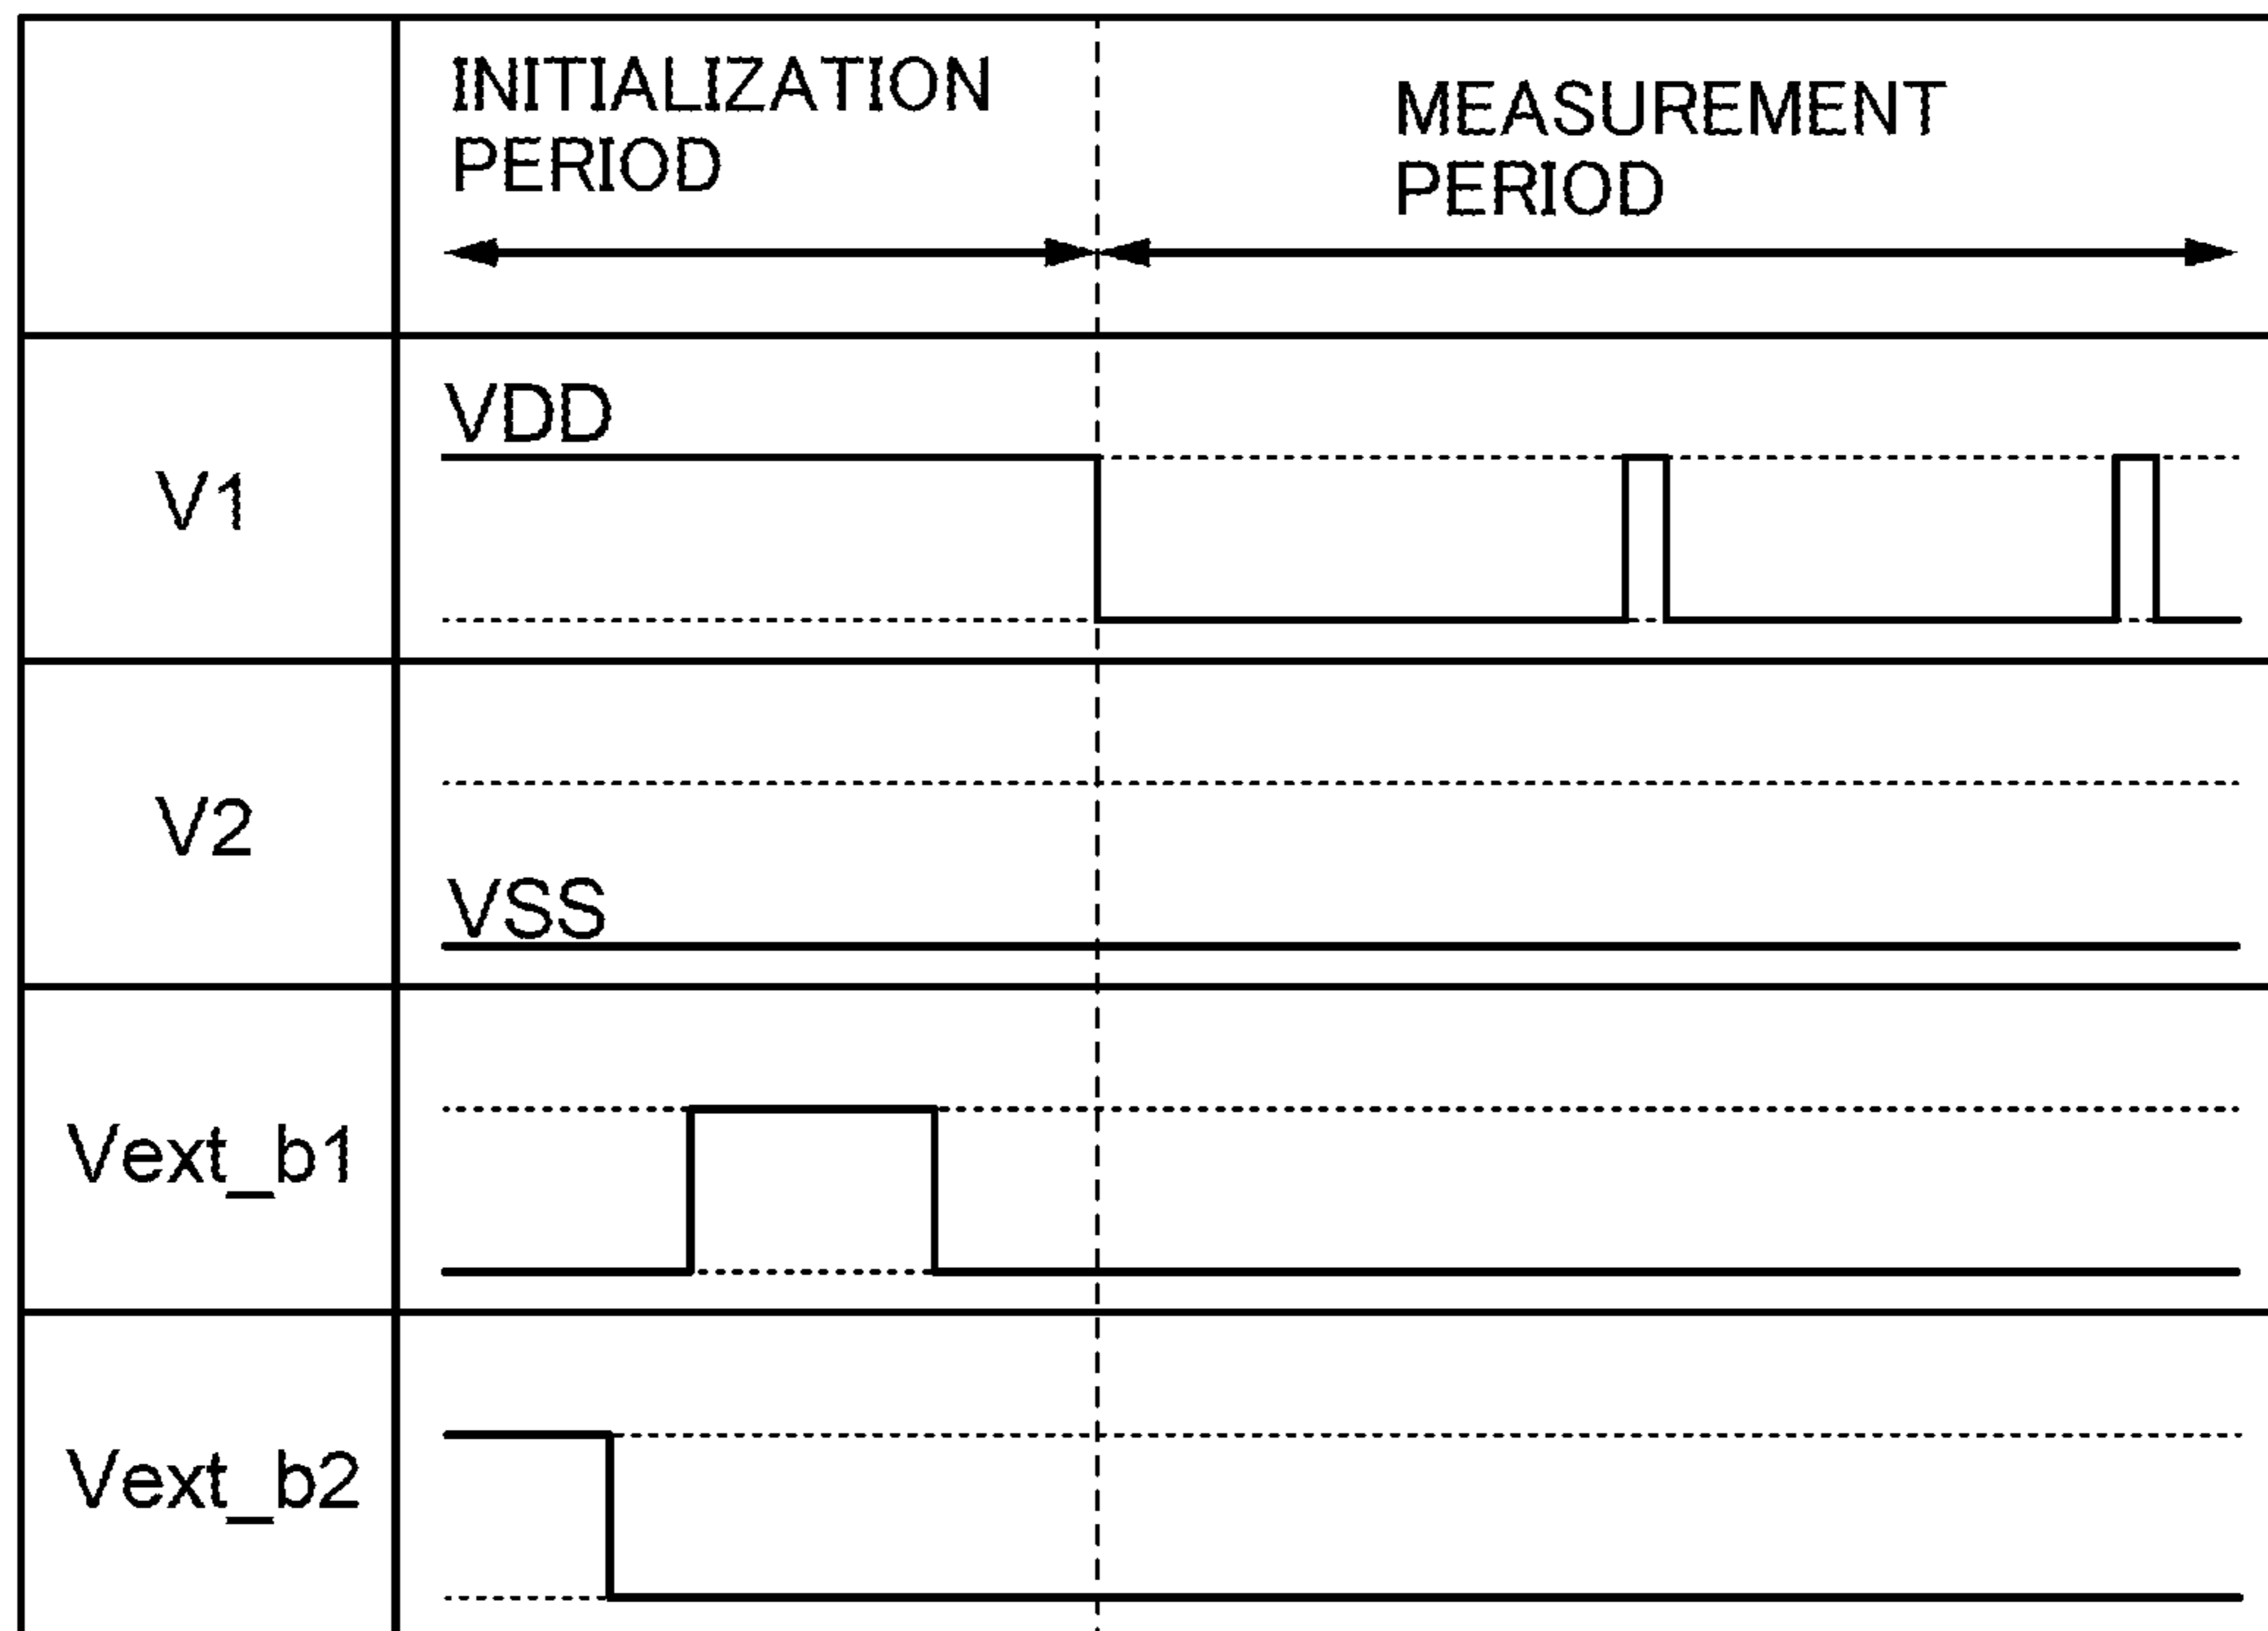 INITIALIZATION
PERIOD
MEASUREMENT
PERIOD
V1
VDD
V2
VSS
Vext_b1
Vext_b2